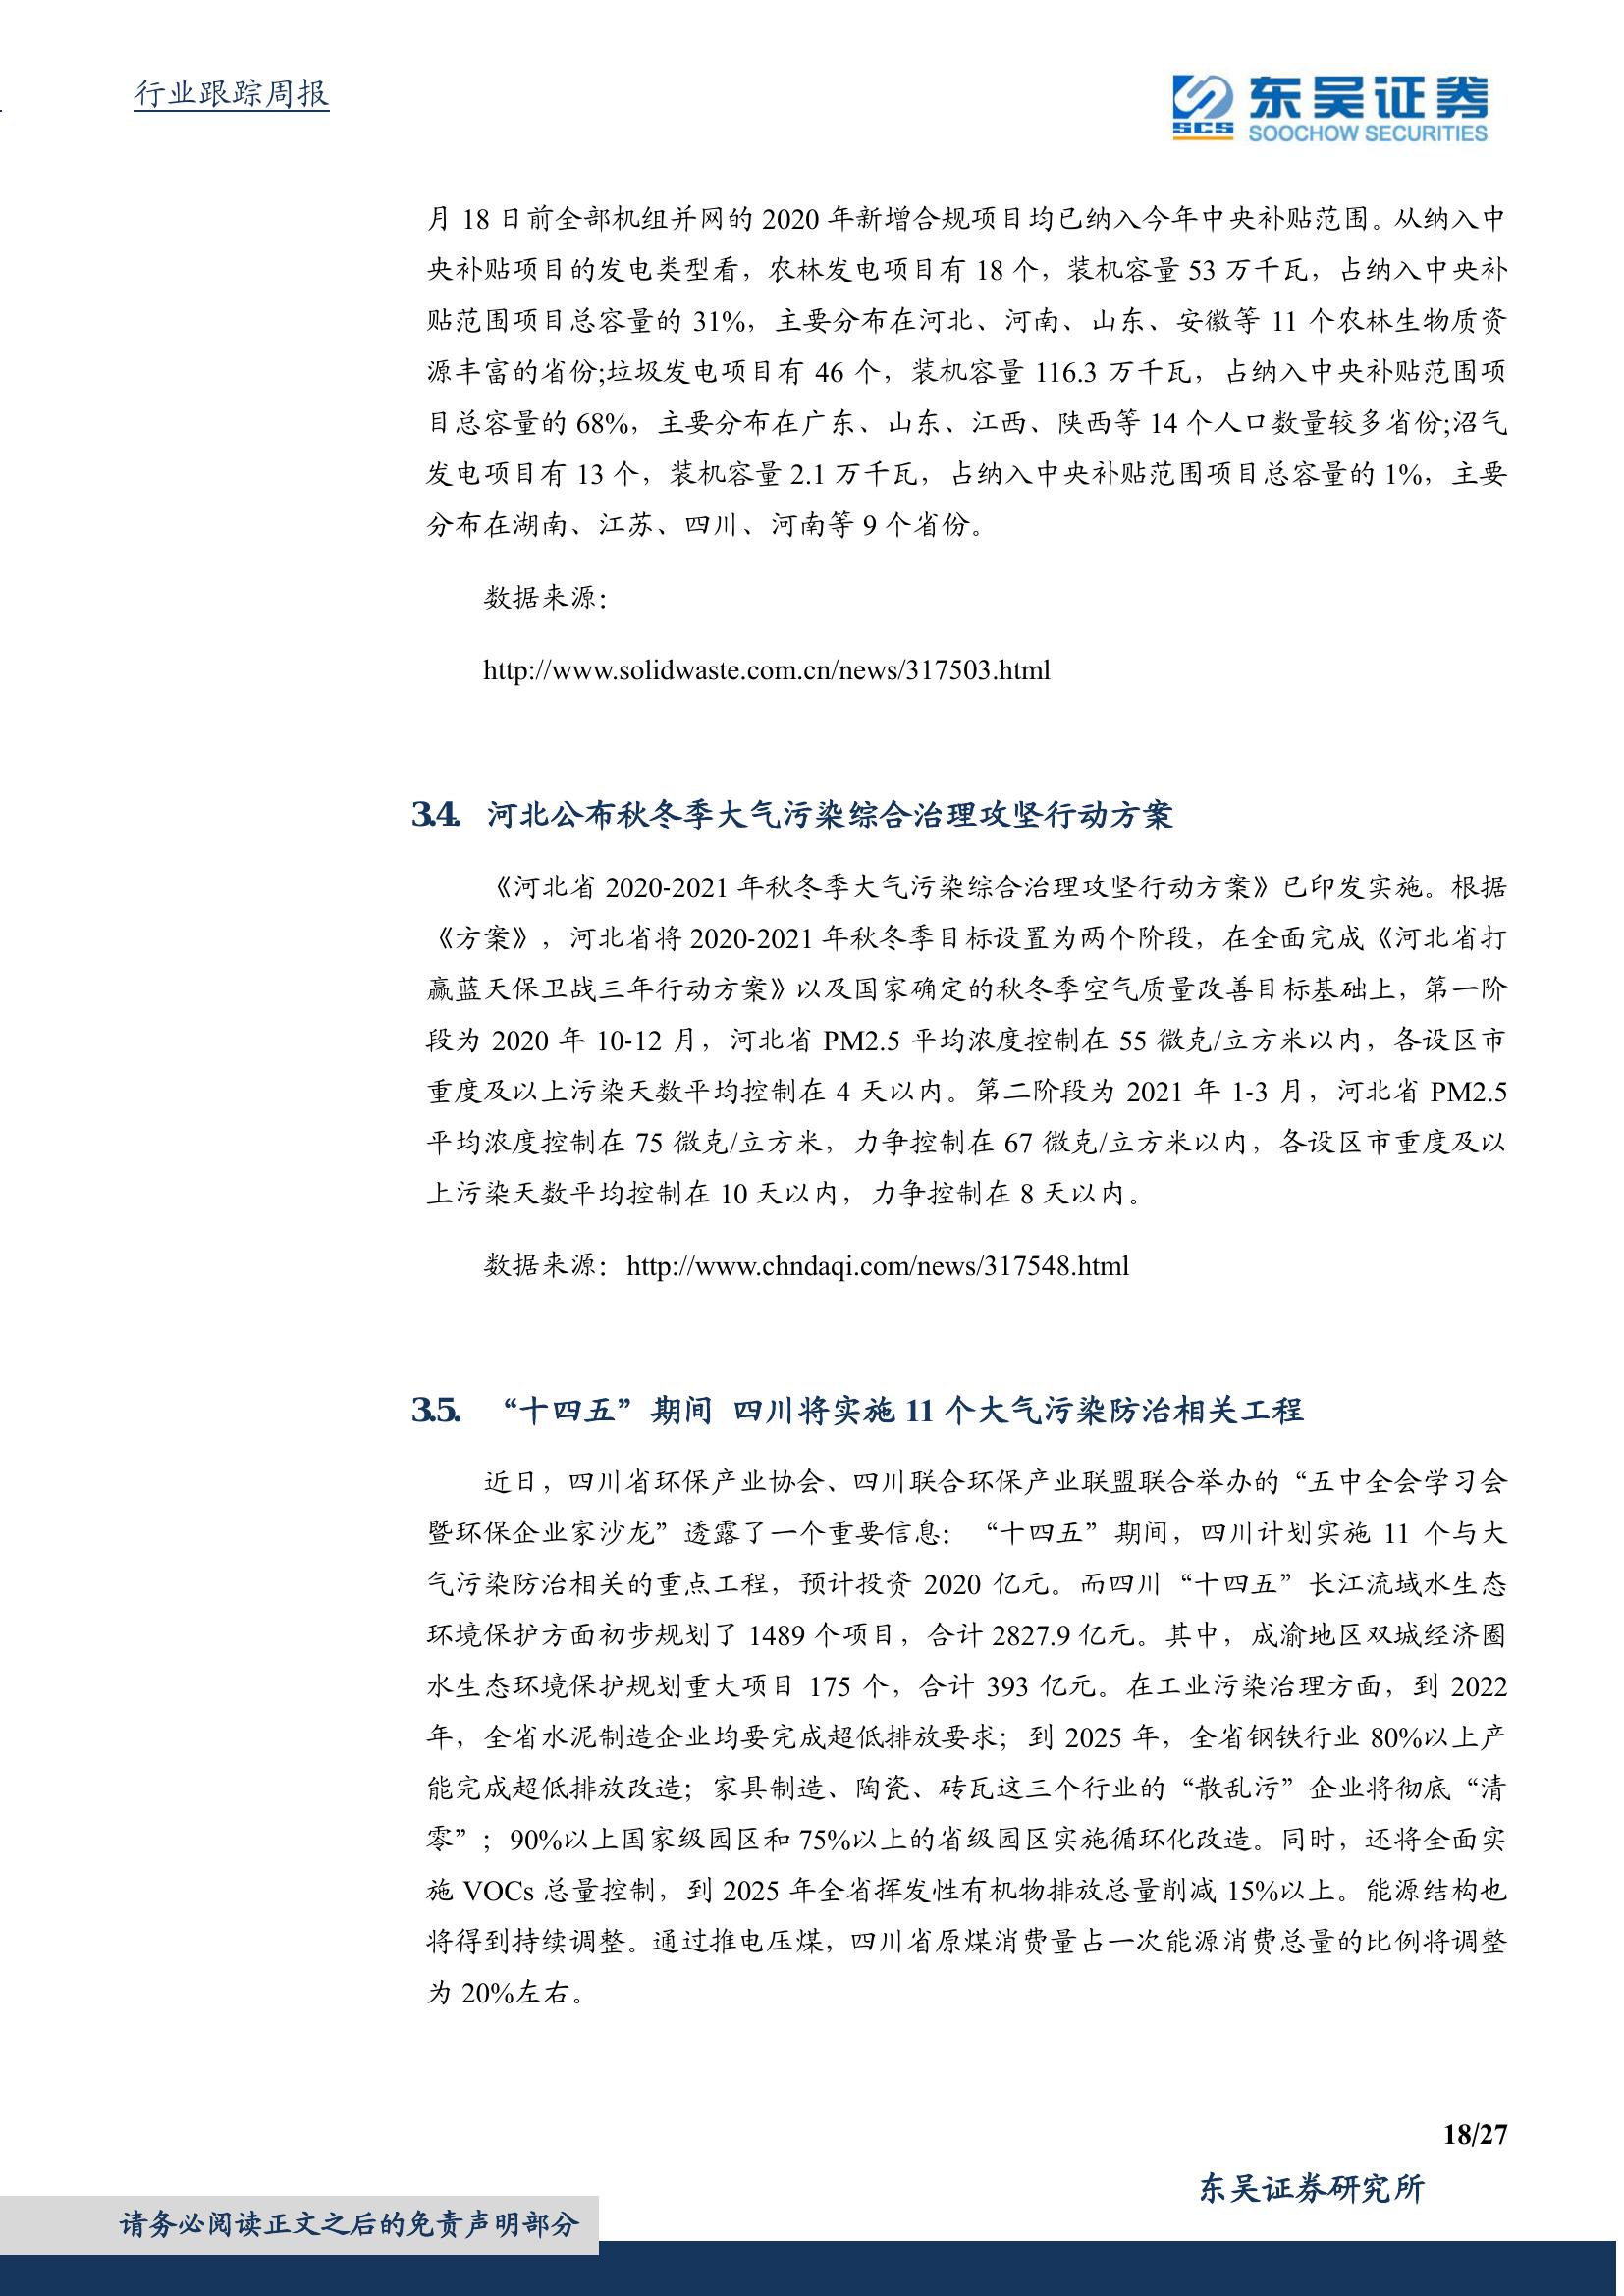 行业跟踪周报
东吴证券
SCS
SOOCHOW SECURITIES
月 18 日前全部机组并网的 2020 年新增合规项目均已纳入今年中央补贴范围。从纳入中
央补贴项目的发电类型看，农林发电项目有 18 个，装机容量 53 万千瓦，占纳入中央补
贴范围项目总容量的 31%，主要分布在河北、河南、山东、安徽等 11 个农林生物质资
源丰富的省份;垃圾发电项目有 46 个，装机容量 116.3 万千瓦，占纳入中央补贴范围项
目总容量的 68%，主要分布在广东、山东、江西、陕西等 14 个人口数量较多省份;沼气
发电项目有 13 个，装机容量 2.1 万千瓦，占纳入中央补贴范围项目总容量的 1%，主要
分布在湖南、江苏、四川、河南等 9 个省份。
数据来源：
http://www.solidwaste.com.cn/news/317503.html
3.4. 河北公布秋冬季大气污染综合治理攻坚行动方案
《河北省 2020-2021 年秋冬季大气污染综合治理攻坚行动方案》已印发实施。根据
《方案》，河北省将 2020-2021 年秋冬季目标设置为两个阶段，在全面完成《河北省打
赢蓝天保卫战三年行动方案》以及国家确定的秋冬季空气质量改善目标基础上，第一阶
段为 2020 年 10-12 月，河北省 PM2.5 平均浓度控制在 55 微克/立方米以内，各设区市
重度及以上污染天数平均控制在 4 天以内。第二阶段为 2021 年 1-3 月，河北省 PM2.5
平均浓度控制在 75 微克/立方米，力争控制在 67 微克/立方米以内，各设区市重度及以
上污染天数平均控制在 10 天以内，力争控制在 8 天以内。
数据来源：http://www.chndaqi.com/news/317548.html
3.5. “十四五”期间 四川将实施 11 个大气污染防治相关工程
近日，四川省环保产业协会、四川联合环保产业联盟联合举办的“五中全会学习会
暨环保企业家沙龙”透露了一个重要信息：“十四五”期间，四川计划实施 11 个与大
气污染防治相关的重点工程，预计投资 2020 亿元。而四川“十四五”长江流域水生态
环境保护方面初步规划了 1489 个项目，合计 2827.9 亿元。其中，成渝地区双城经济圈
水生态环境保护规划重大项目 175 个，合计 393 亿元。在工业污染治理方面，到 2022
年，全省水泥制造企业均要完成超低排放要求；到 2025 年，全省钢铁行业 80%以上产
能完成超低排放改造；家具制造、陶瓷、砖瓦这三个行业的“散乱污”企业将彻底“清
零”；90%以上国家级园区和 75%以上的省级园区实施循环化改造。同时，还将全面实
施 VOCs 总量控制，到 2025 年全省挥发性有机物排放总量削减 15%以上。能源结构也
将得到持续调整。通过推电压煤，四川省原煤消费量占一次能源消费总量的比例将调整
为 20%左右。
18/27
东吴证券研究所
请务必阅读正文之后的免责声明部分